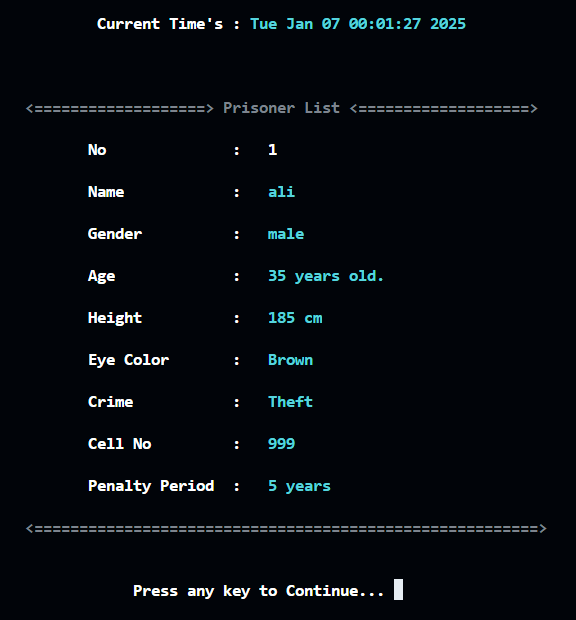 Current Time's : Tue Jan 07 00:01:27 2025
<===================> Prisoner List <===================>
No : 1
Name : ali
Gender : male
Age : 35 years old.
Height : 185 cm
Eye Color : Brown
Crime : Theft
Cell No : 999
Penalty Period : 5 years
<========================================================>
Press any key to Continue...